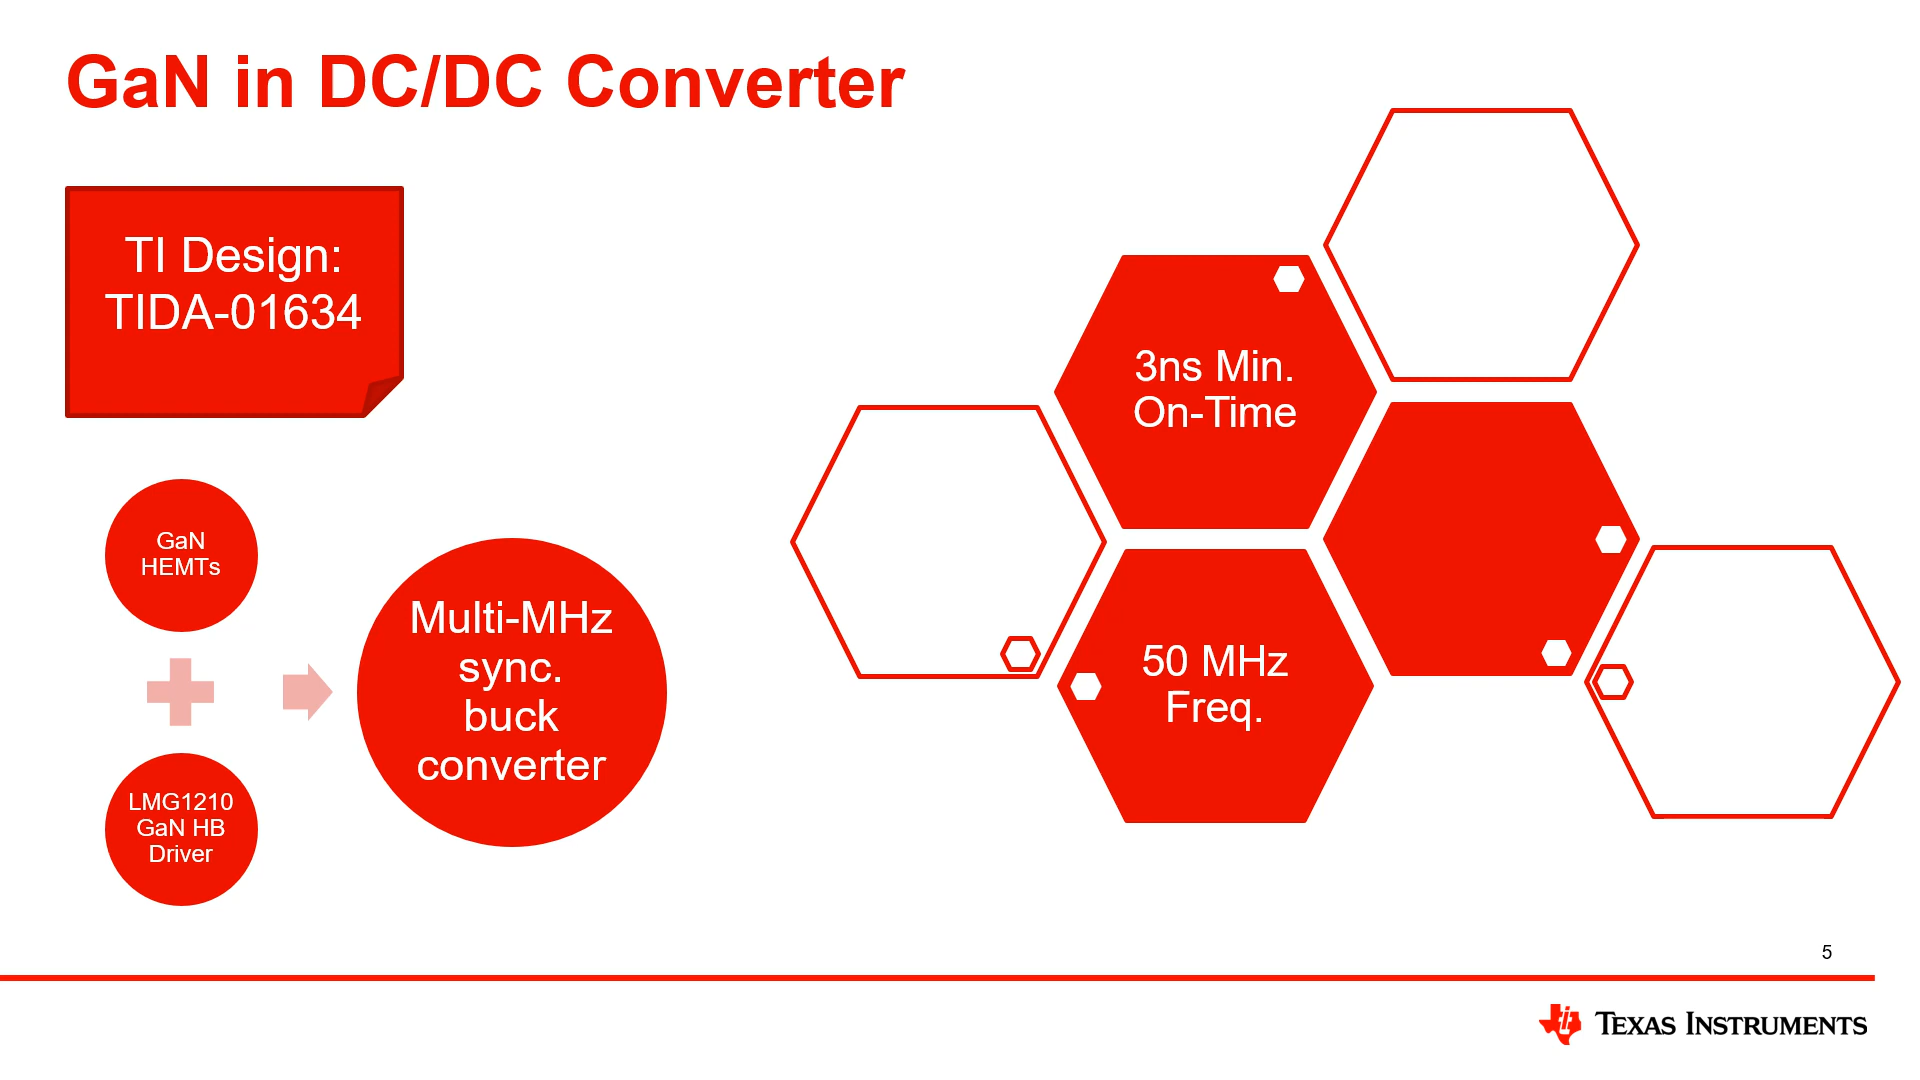 GaN in DC/DC Converter
TI Design:
TIDA-01634
GaN
HEMTs
LMG1210
GaN HB
Driver
Multi-MHz
sync.
buck
converter
3ns Min.
On-Time
50 MHz
Freq.
5
TEXAS INSTRUMENTS